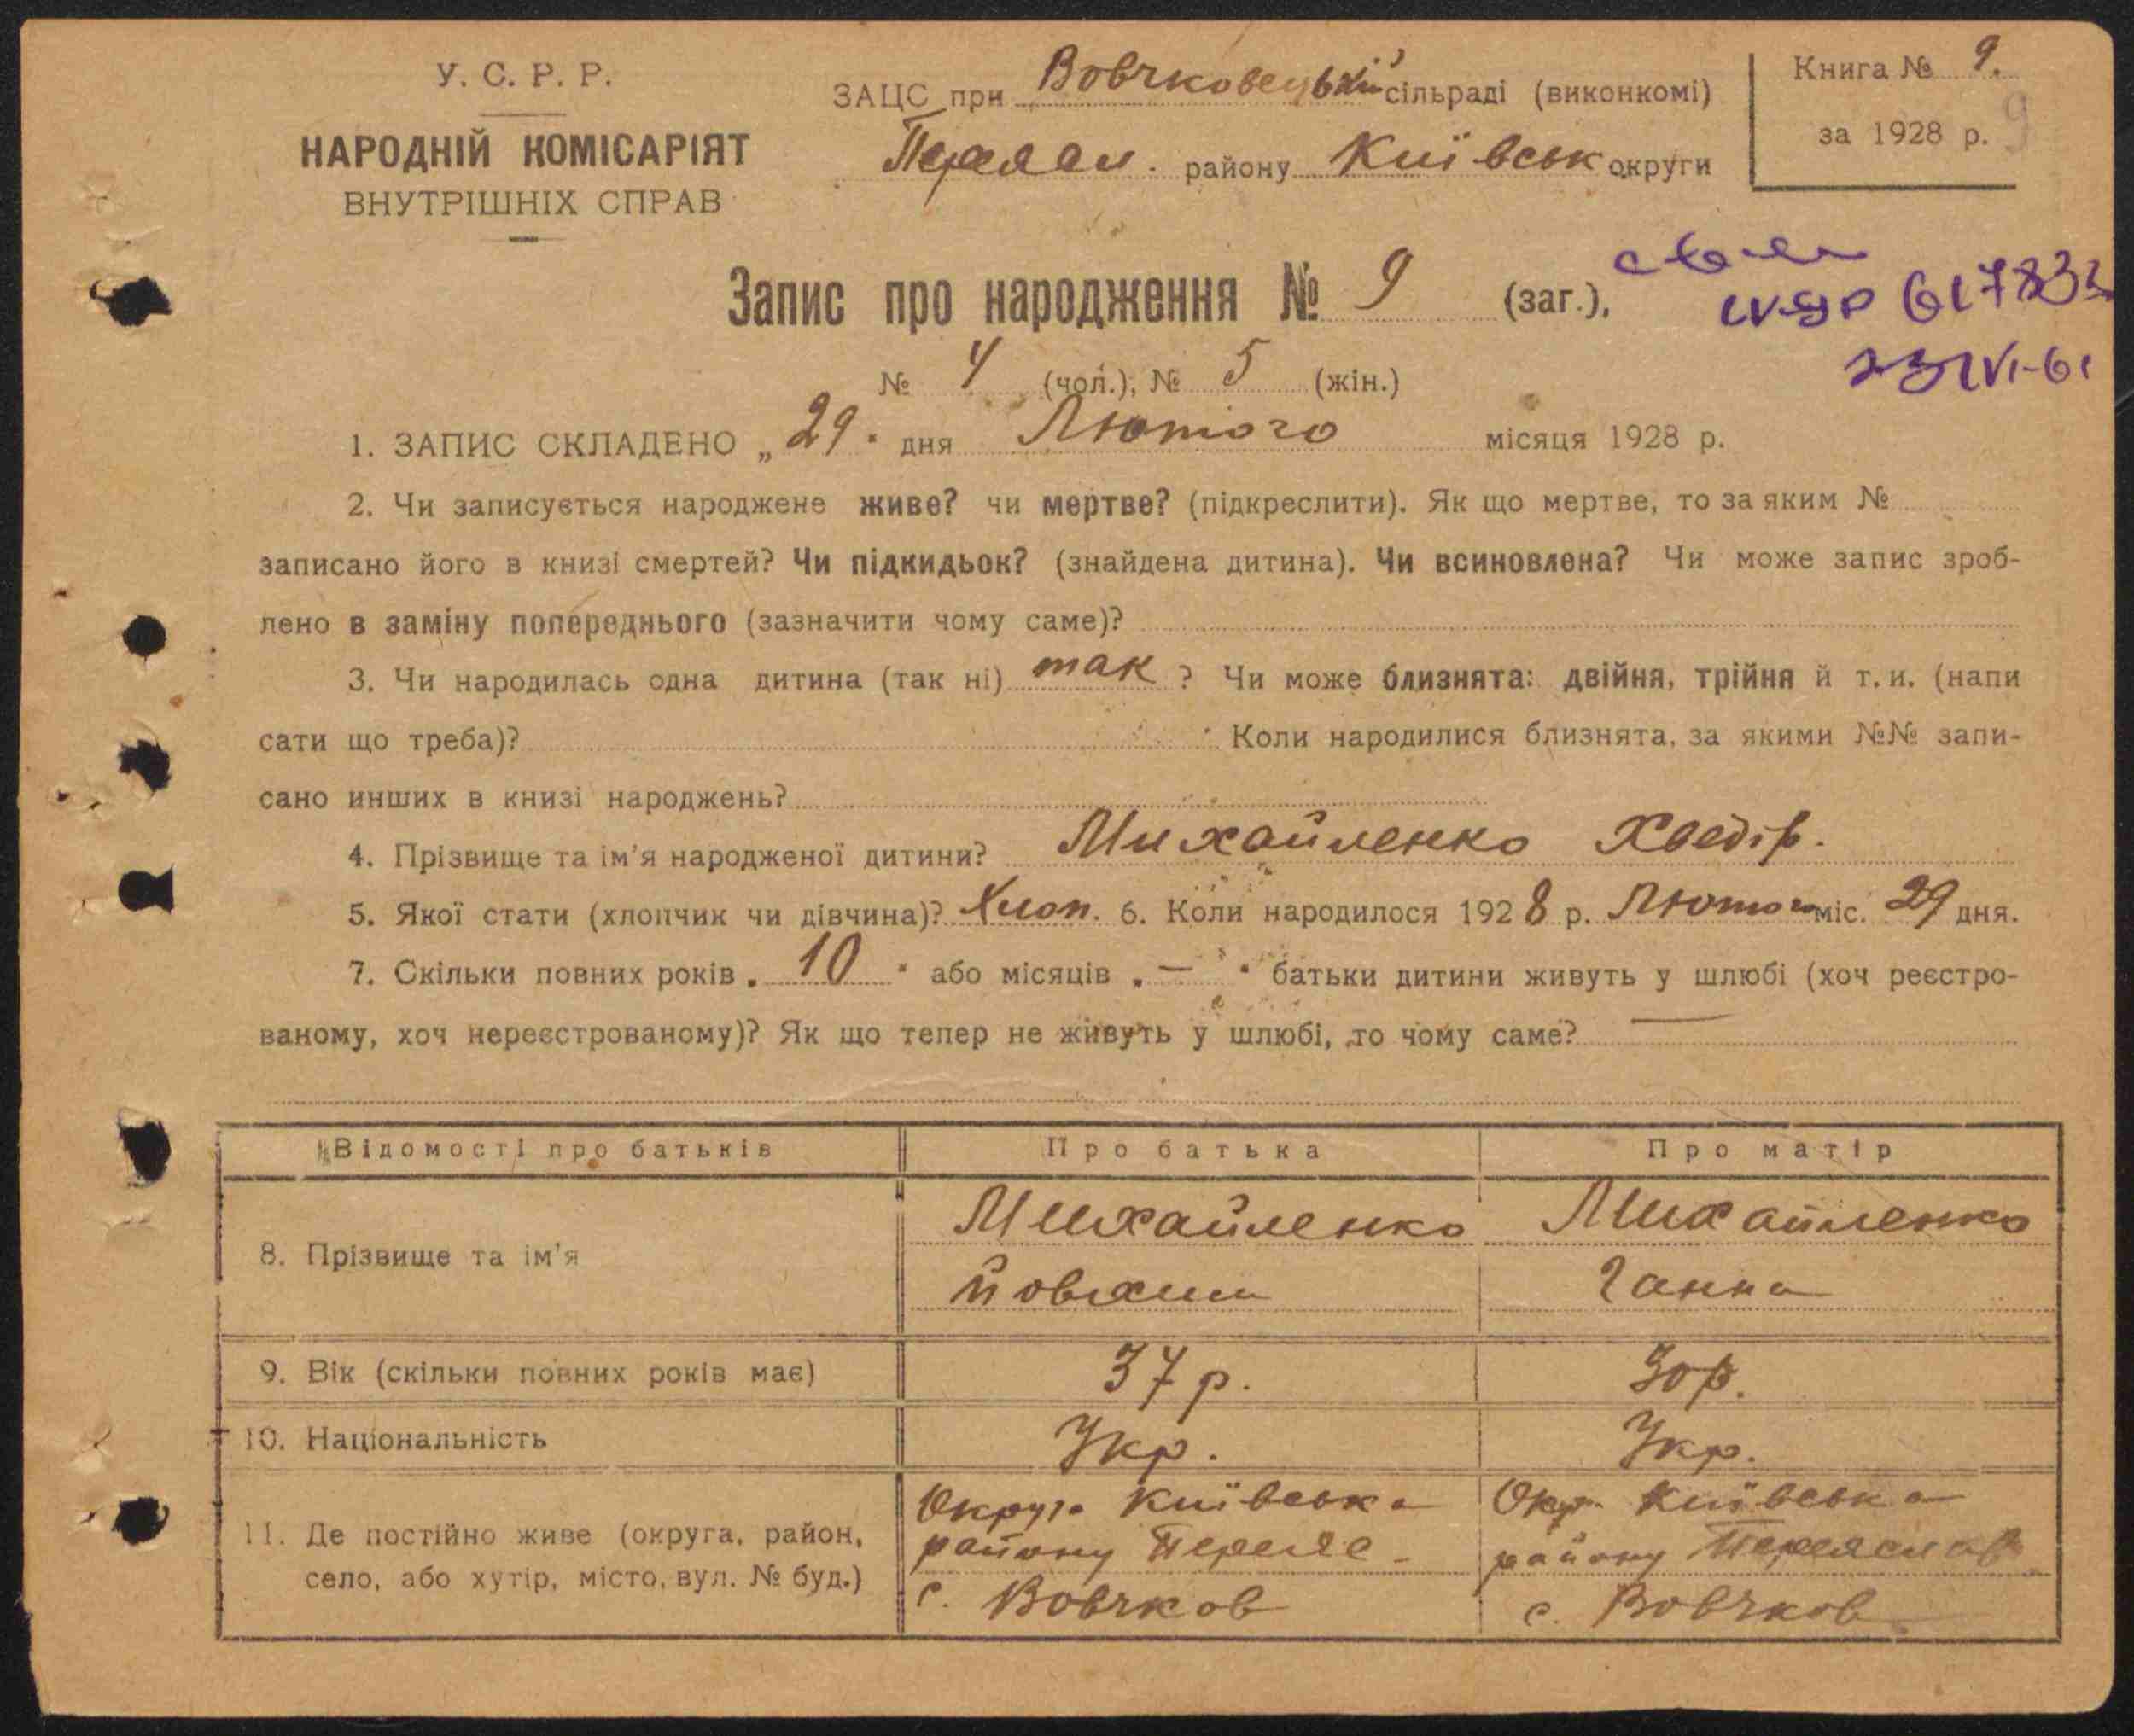 У. С. Р. Р.
НАРОДНІЙ КОМІСАРІЯТ
ВНУТРІШНІХ СПРАВ
ЗАЦС при Вовчковецькій сільраді (виконкомі)
району Київськ округи
Книга № 9.
за 1928 р. 9
Запис про народження № 9 (заг.),
617832
№ 4 (чол.), № 5 (жін.)
1. ЗАПИС СКЛАДЕНО „29" дня Лютого місяця 1928 р.
2. Чи записується народжене живе? чи мертве? (підкреслити). Як що мертве, то за яким №
записано його в книзі смертей? Чи підкидьок? (знайдена дитина). Чи всиновлена? Чи може запис зроб-
лено в заміну попереднього (зазначити чому саме)?
3. Чи народилась одна дитина (так ні) так ? Чи може близнята: двійня, трійня й т. и. (напи
сати що треба)? Коли народилися близнята, за якими №№ запи-
сано инших в книзі народжень?
4. Прізвище та ім'я народженої дитини? Михайленко Хведір.
5. Якої стати (хлопчик чи дівчина)? Хлоп. 6. Коли народилося 1928 р. Лютого міс. 29 дня.
7. Скільки повних років „10" або місяців „—" батьки дитини живуть у шлюбі (хоч реєстро-
ваному, хоч нереєстрованому)? Як що тепер не живуть у шлюбі, то чому саме? —
Відомості про батьків Про батька Про матір
8. Прізвище та ім'я Михайленко Михайленко
Йовхим Ганна
9. Вік (скільки повних років має) 37 р. 30 р.
10. Національність Укр. Укр.
11. Де постійно живе (округа, район,
село, або хутір, місто, вул. № буд.)
Округа Київська
району Переяс-
с. Вовчков
Окр. Київська
району Переяслав
с. Вовчков